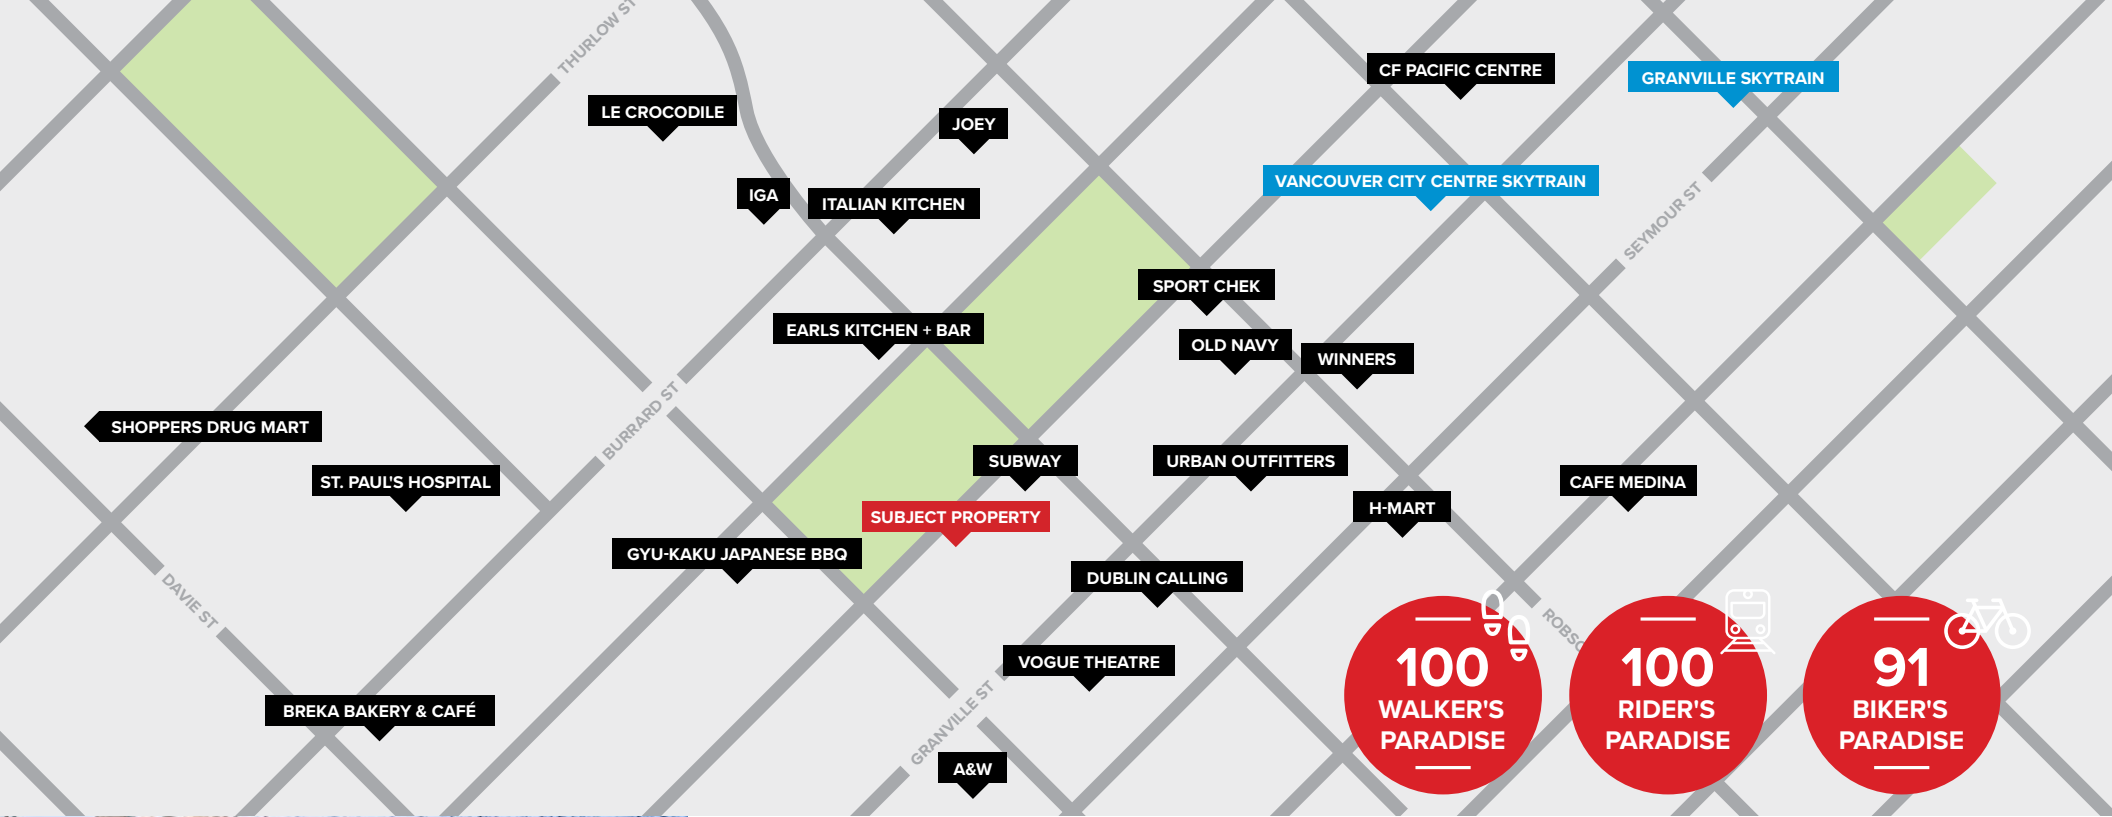 THURLOW ST
CF PACIFIC CENTRE
GRANVILLE SKYTRAIN
LE CROCODILE
JOEY
VANCOUVER CITY CENTRE SKYTRAIN
IGA
ITALIAN KITCHEN
SEYMOUR ST
SPORT CHEK
EARLS KITCHEN + BAR
OLD NAVY
WINNERS
BURRARD ST
SHOPPERS DRUG MART
SUBWAY
URBAN OUTFITTERS
ST. PAUL'S HOSPITAL
CAFE MEDINA
H-MART
SUBJECT PROPERTY
GYU-KAKU JAPANESE BBQ
DUBLIN CALLING
DAVIE ST
ROBSO
VOGUE THEATRE
GRANVILLE ST
BREKA BAKERY & CAFÉ
A&W
100
WALKER'S
PARADISE
100
RIDER'S
PARADISE
91
BIKER'S
PARADISE